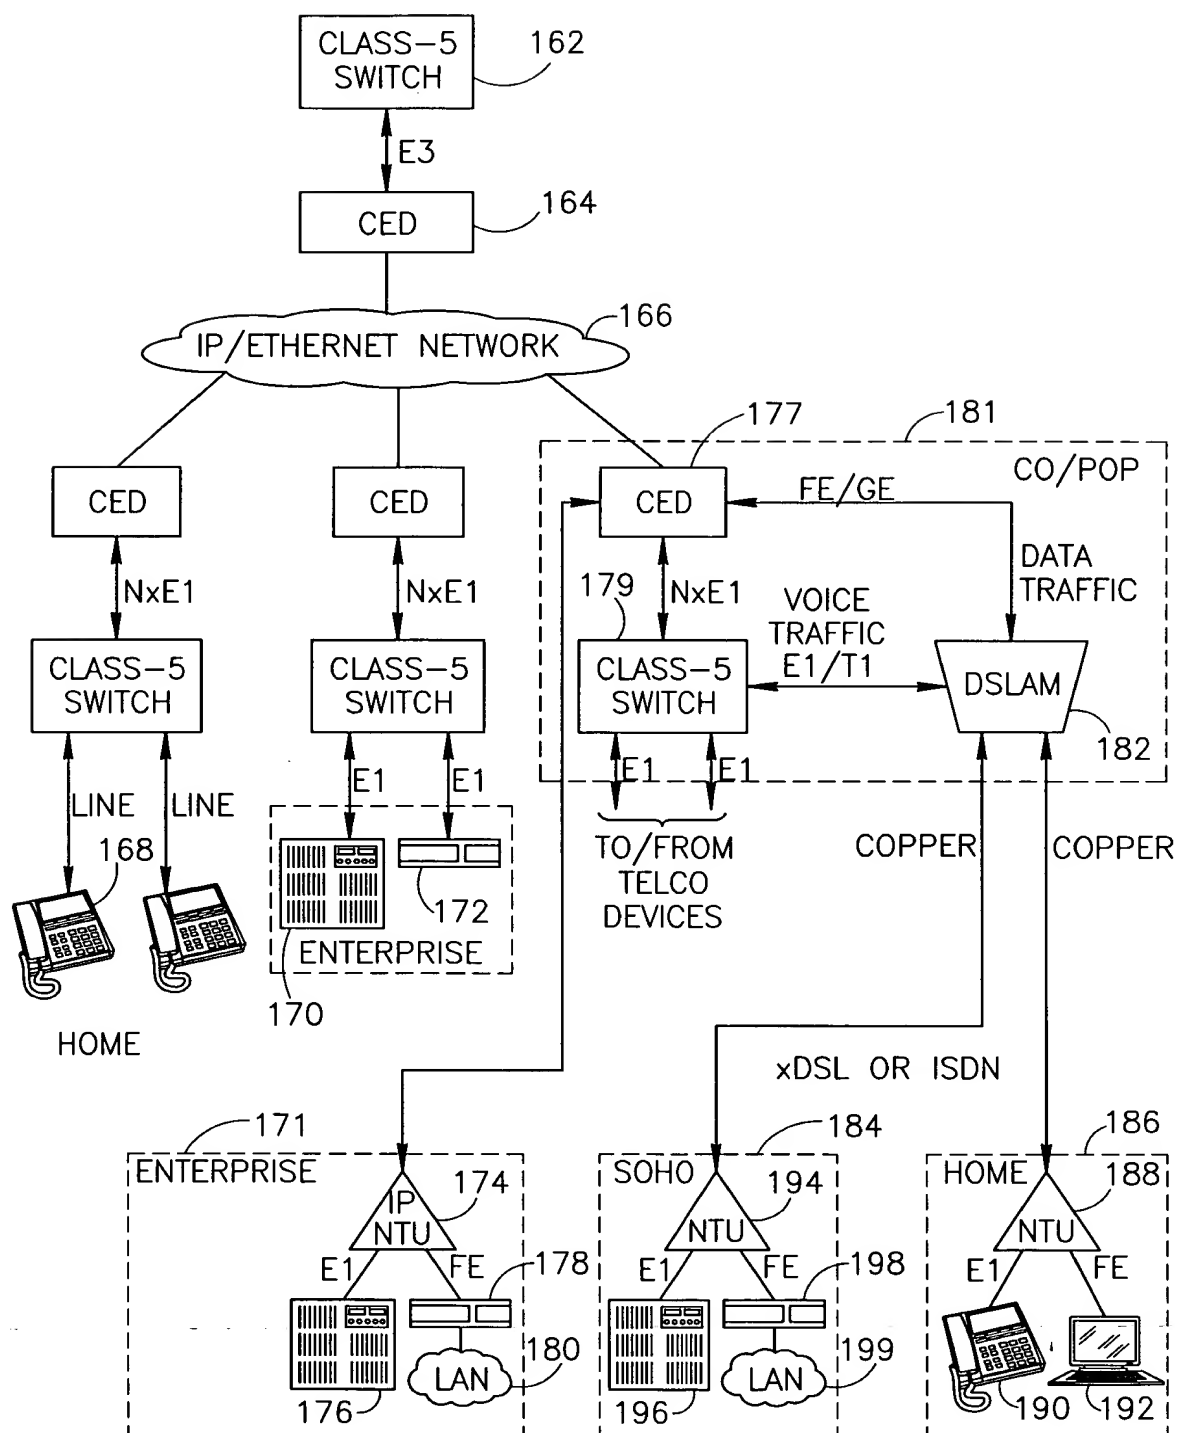 CLASS-5
SWITCH
162
E3
CED
164
166
IP/ETHERNET NETWORK
177
181
CED
CED
CED
FE/GE
CO/POP
DATA
TRAFFIC
NxE1
NxE1
179
NxE1
VOICE
TRAFFIC
E1/T1
CLASS-5
SWITCH
CLASS-5
SWITCH
CLASS-5
SWITCH
DSLAM
182
E1
E1
E1
E1
LINE
LINE
168
TO/FROM
TELCO
DEVICES
COPPER
COPPER
172
ENTERPRISE
170
HOME
xDSL OR ISDN
171
184
186
ENTERPRISE
SOHO
HOME
IP
NTU
174
NTU
194
NTU
188
E1
FE
178
E1
FE
198
E1
FE
LAN
180
LAN
199
176
196
190
192